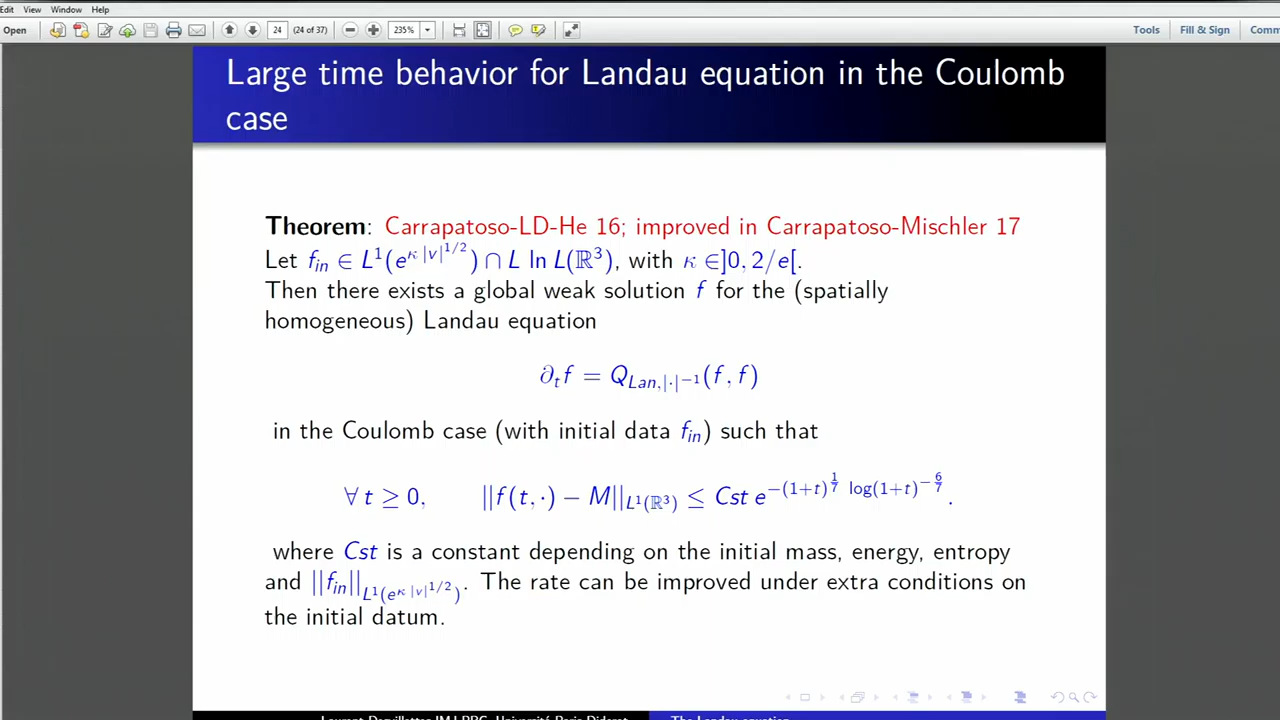 Edit View Window Help
Open 24 (24 of 37) 235% Tools Fill & Sign
Large time behavior for Landau equation in the Coulomb
case
Theorem: Carrapatoso-LD-He 16; improved in Carrapatoso-Mischler 17
Let f_{in} ∈ L^1(e^{κ |v|^{1/2}}) ∩ L ln L(ℝ^3), with κ ∈]0, 2/e[.
Then there exists a global weak solution f for the (spatially
homogeneous) Landau equation
∂_t f = Q_{Lan,|·|^{-1}}(f, f)
in the Coulomb case (with initial data f_{in}) such that
∀ t ≥ 0, ||f(t, ·) − M||_{L^1(ℝ^3)} ≤ Cst e^{−(1+t)^{1/7} log(1+t)^{−6/7}}.
where Cst is a constant depending on the initial mass, energy, entropy
and ||f_{in}||_{L^1(e^{κ |v|^{1/2}})}. The rate can be improved under extra conditions on
the initial datum.